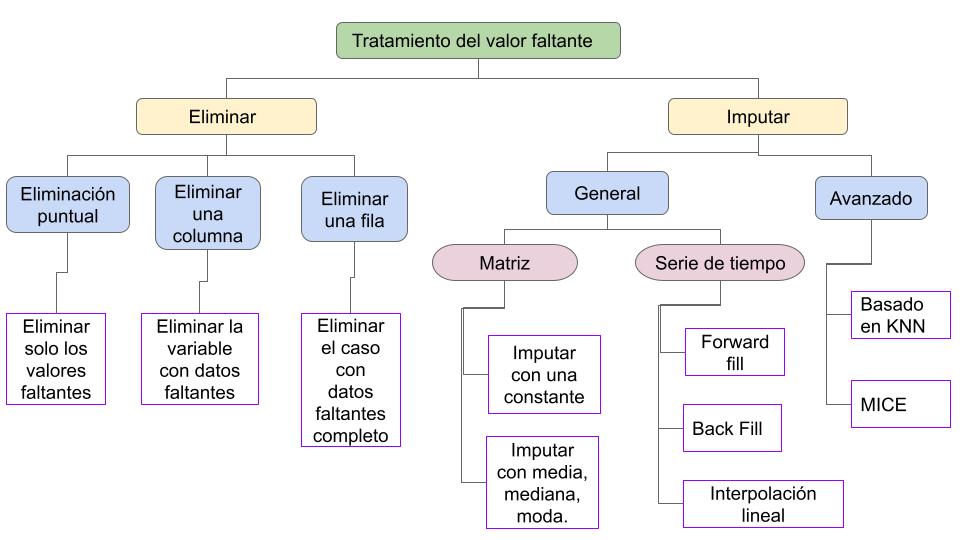 Tratamiento del valor faltante
Eliminar
Imputar
Eliminación
puntual
Eliminar
una
columna
Eliminar
una fila
General
Avanzado
Matriz
Serie de tiempo
Eliminar
solo los
valores
faltantes
Eliminar la
variable
con datos
faltantes
Eliminar
el caso
con
datos
faltantes
completo
Imputar
con una
constante
Imputar
con media,
mediana,
moda.
Forward
fill
Back Fill
Interpolación
lineal
Basado
en KNN
MICE